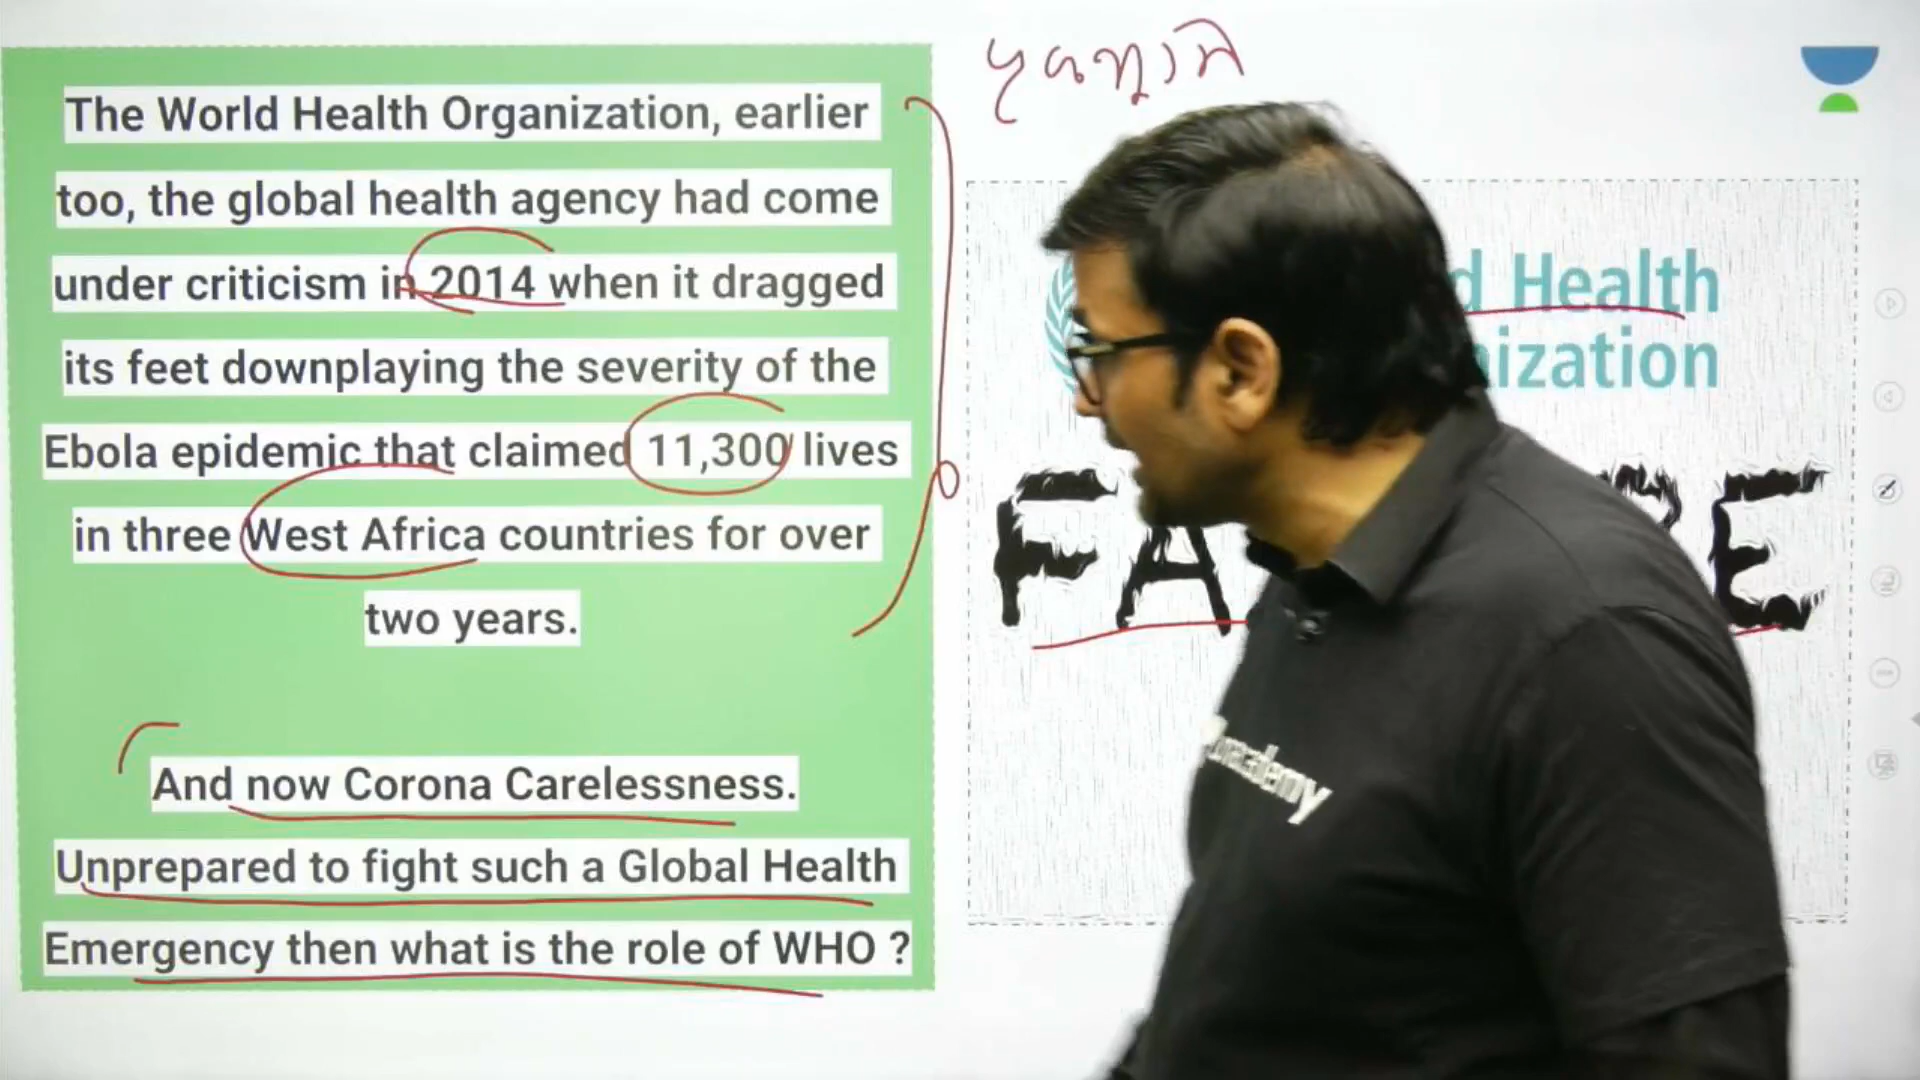 The World Health Organization, earlier
too, the global health agency had come
under criticism in 2014 when it dragged
its feet downplaying the severity of the
Ebola epidemic that claimed 11,300 lives
in three West Africa countries for over
two years.
And now Corona Carelessness.
Unprepared to fight such a Global Health
Emergency then what is the role of WHO ?
Health